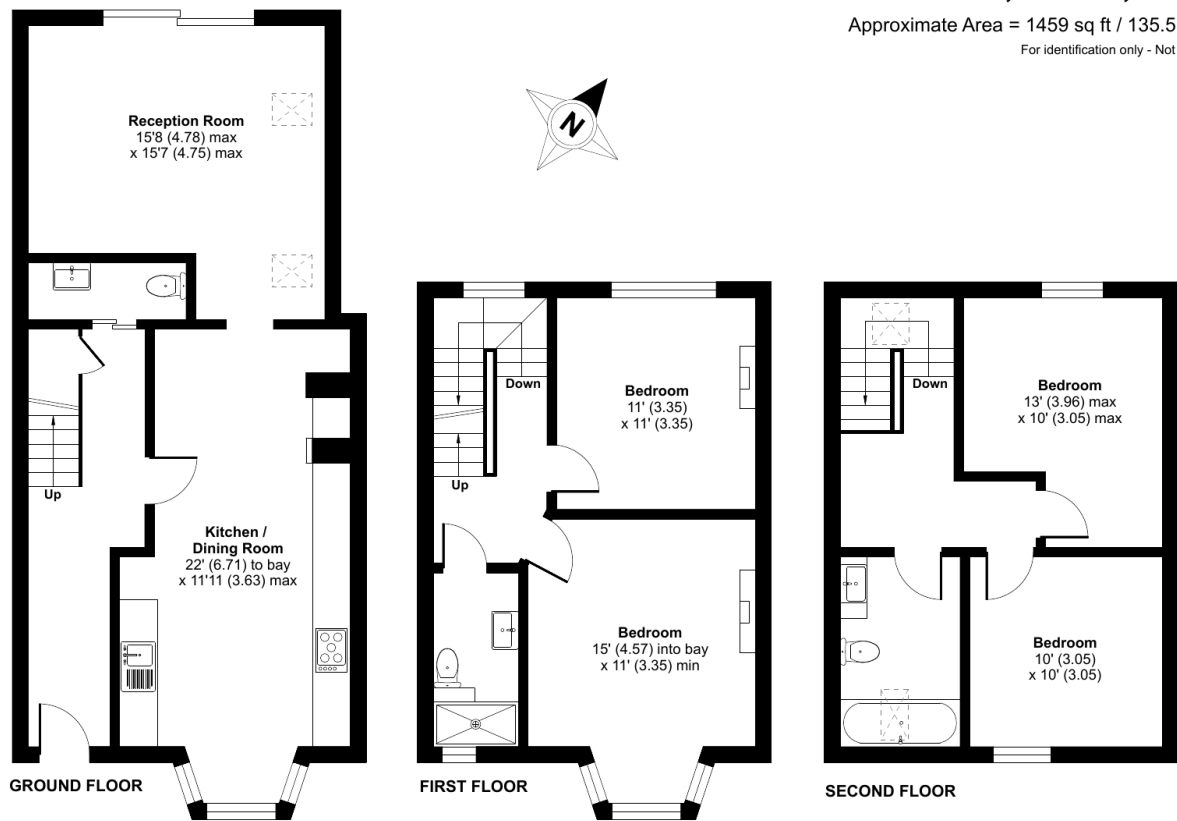 Approximate Area = 1459 sq ft / 135.5
For identification only - Not
N
Reception Room
15'8 (4.78) max
x 15'7 (4.75) max
Up
Kitchen /
Dining Room
22' (6.71) to bay
x 11'11 (3.63) max
GROUND FLOOR
Down
Up
Bedroom
11' (3.35)
x 11' (3.35)
Bedroom
15' (4.57) into bay
x 11' (3.35) min
FIRST FLOOR
Down
Bedroom
13' (3.96) max
x 10' (3.05) max
Bedroom
10' (3.05)
x 10' (3.05)
SECOND FLOOR